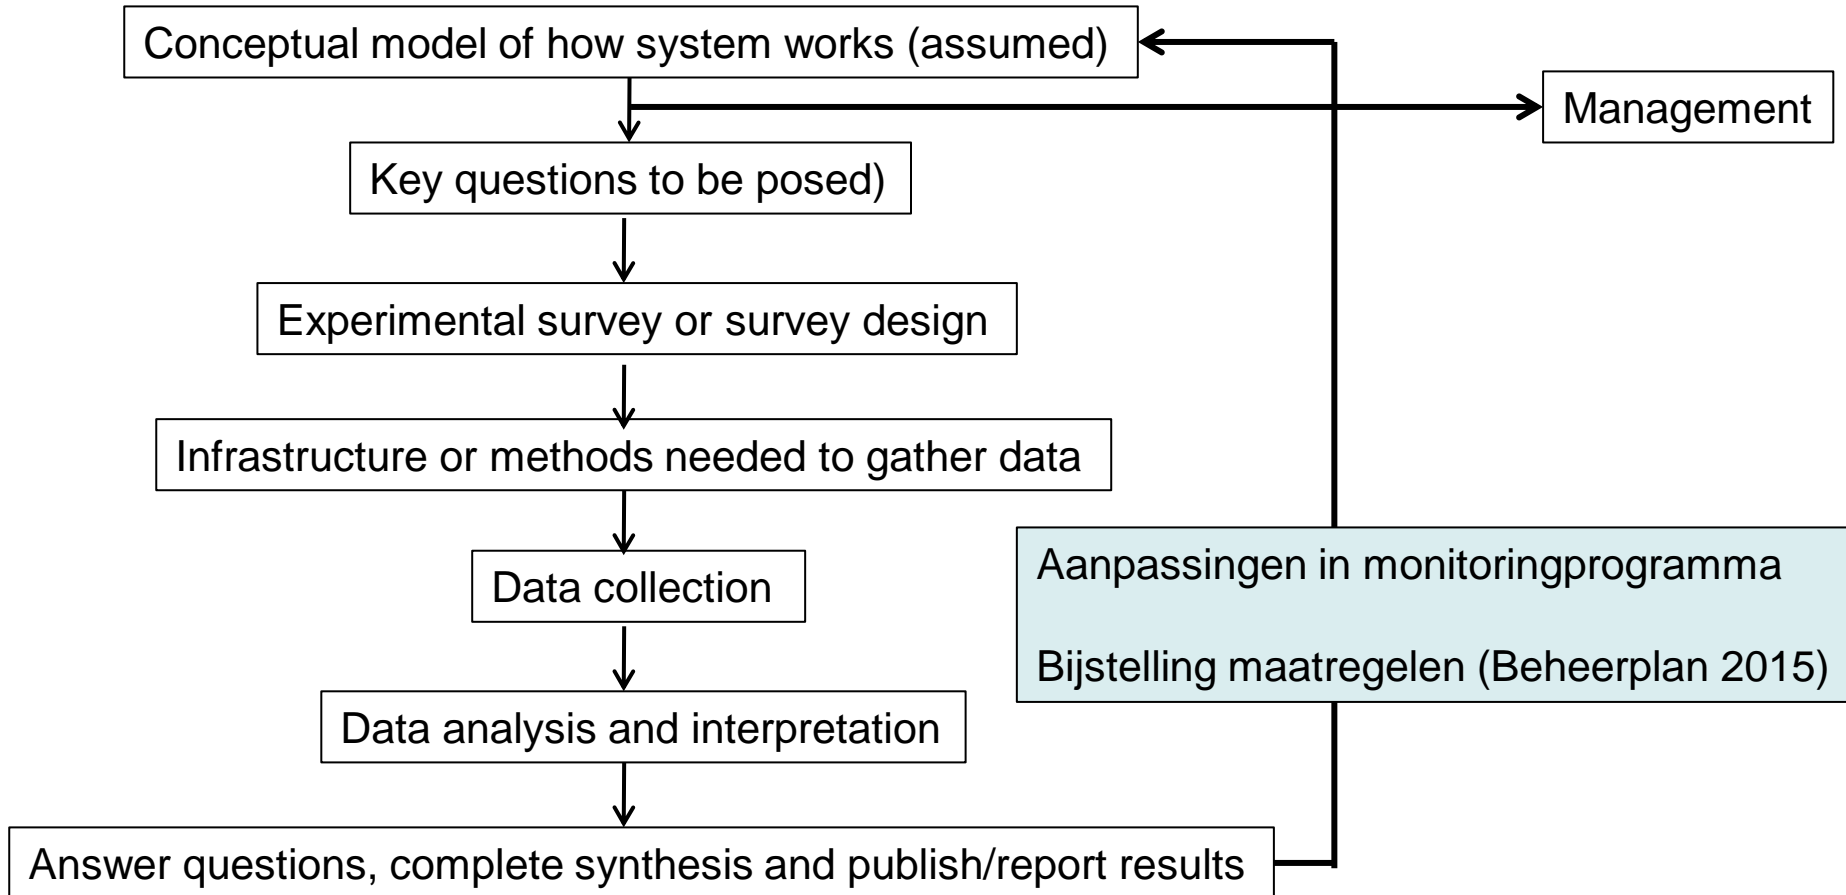 Conceptual model of how system works (assumed)
Management
Key questions to be posed)
Experimental survey or survey design
Infrastructure or methods needed to gather data
Data collection
Aanpassingen in monitoringprogramma
Bijstelling maatregelen (Beheerplan 2015)
Data analysis and interpretation
Answer questions, complete synthesis and publish/report results